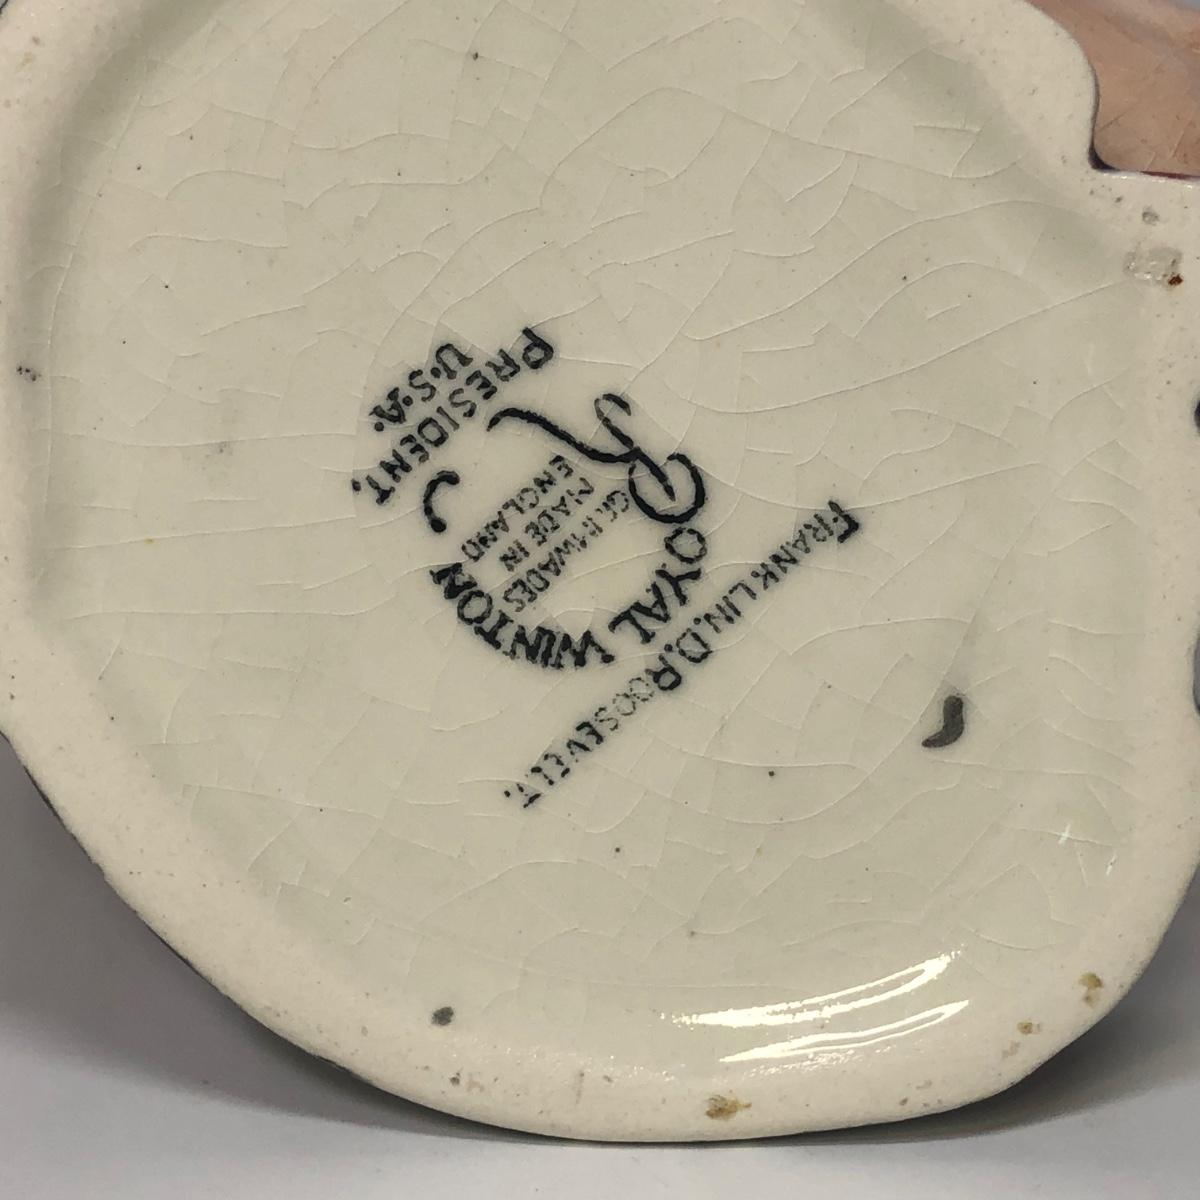 FRANKLIN.D.ROOSEVELT.
ROYAL WINTON
GRIMWADES
MADE IN
ENGLAND
PRESIDENT,
U.S.A.